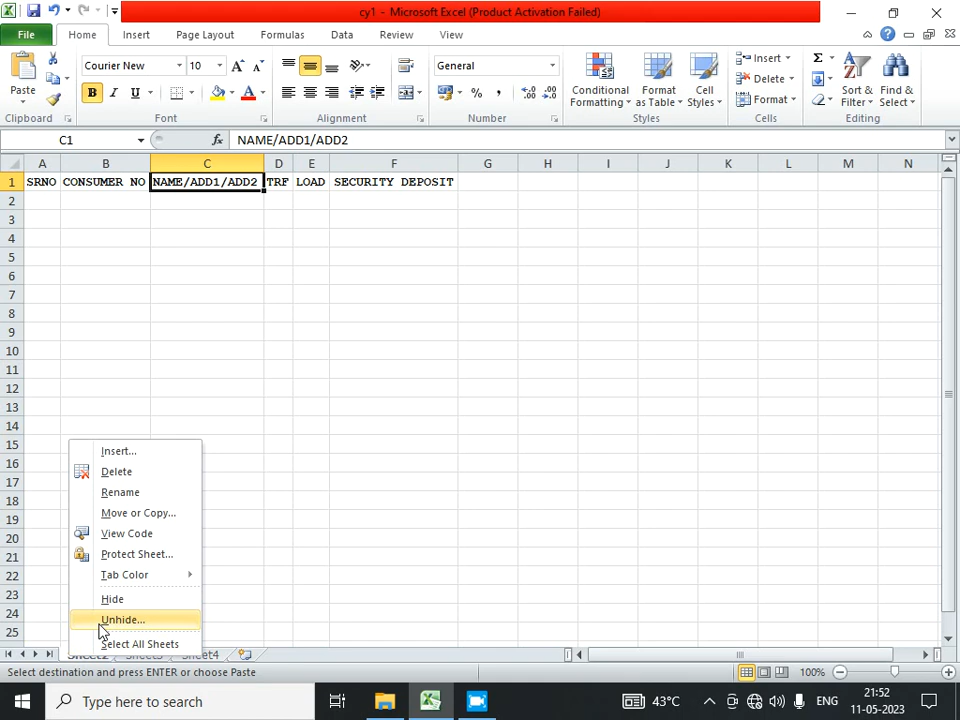 cy1 - Microsoft Excel (Product Activation Failed)
File Home Insert Page Layout Formulas Data Review View
Paste
Courier New 10
General
Conditional Formatting
Format as Table
Cell Styles
Insert
Delete
Format
Sort & Filter
Find & Select
Clipboard Font Alignment Number Styles Cells Editing
C1 fx NAME/ADD1/ADD2
A B C D E F G H I J K L M N
1 SRNO CONSUMER NO NAME/ADD1/ADD2 TRF LOAD SECURITY DEPOSIT
2
3
4
5
6
7
8
9
10
11
12
13
14
15
16
17
18
19
20
21
22
23
24
25
Insert...
Delete
Rename
Move or Copy...
View Code
Protect Sheet...
Tab Color
Hide
Unhide...
Select All Sheets
Sheet2 Sheet3 Sheet4
Select destination and press ENTER or choose Paste 100%
Type here to search 43°C ENG 21:52
11-05-2023